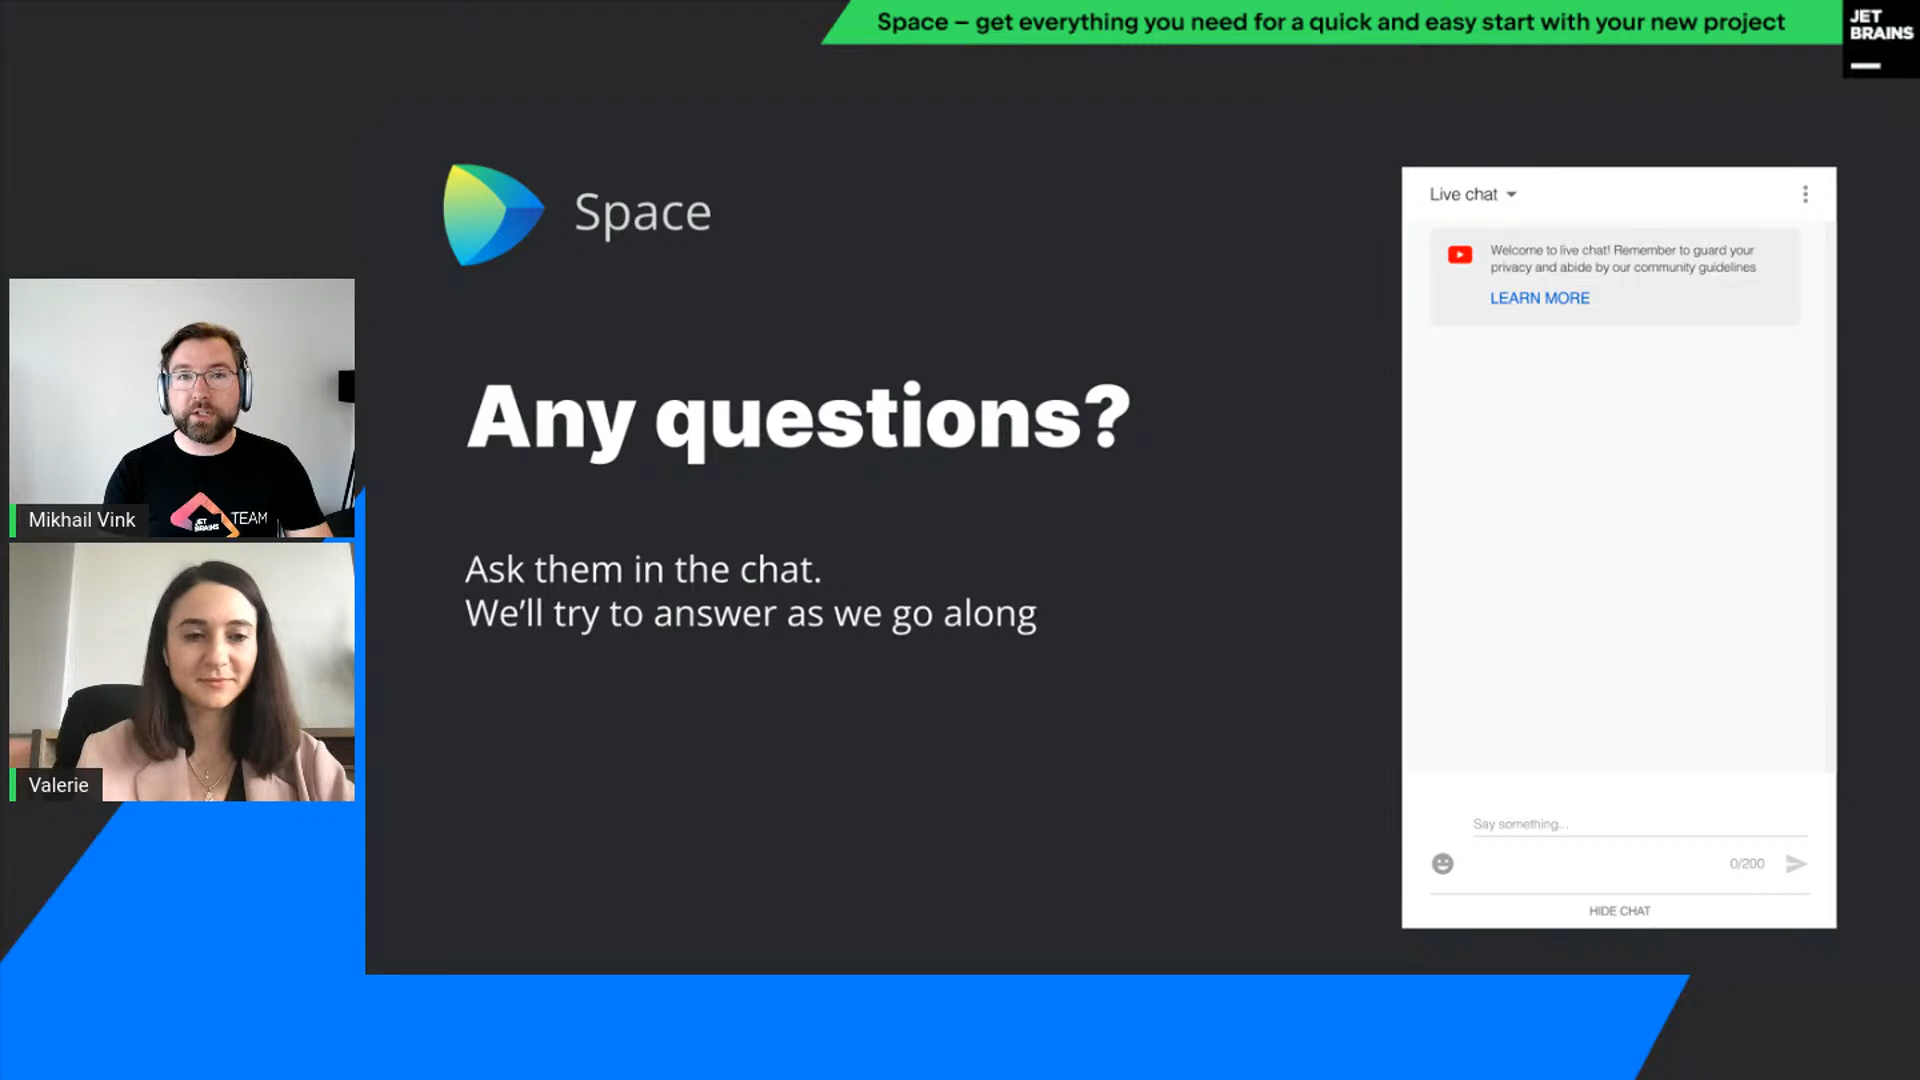 Space – get everything you need for a quick and easy start with your new project
JET
BRAINS
Space
Live chat
Welcome to live chat! Remember to guard your
privacy and abide by our community guidelines
LEARN MORE
Any questions?
Ask them in the chat.
We'll try to answer as we go along
JET
BRAINS
TEAM
Mikhail Vink
Valerie
Say something...
0/200
HIDE CHAT